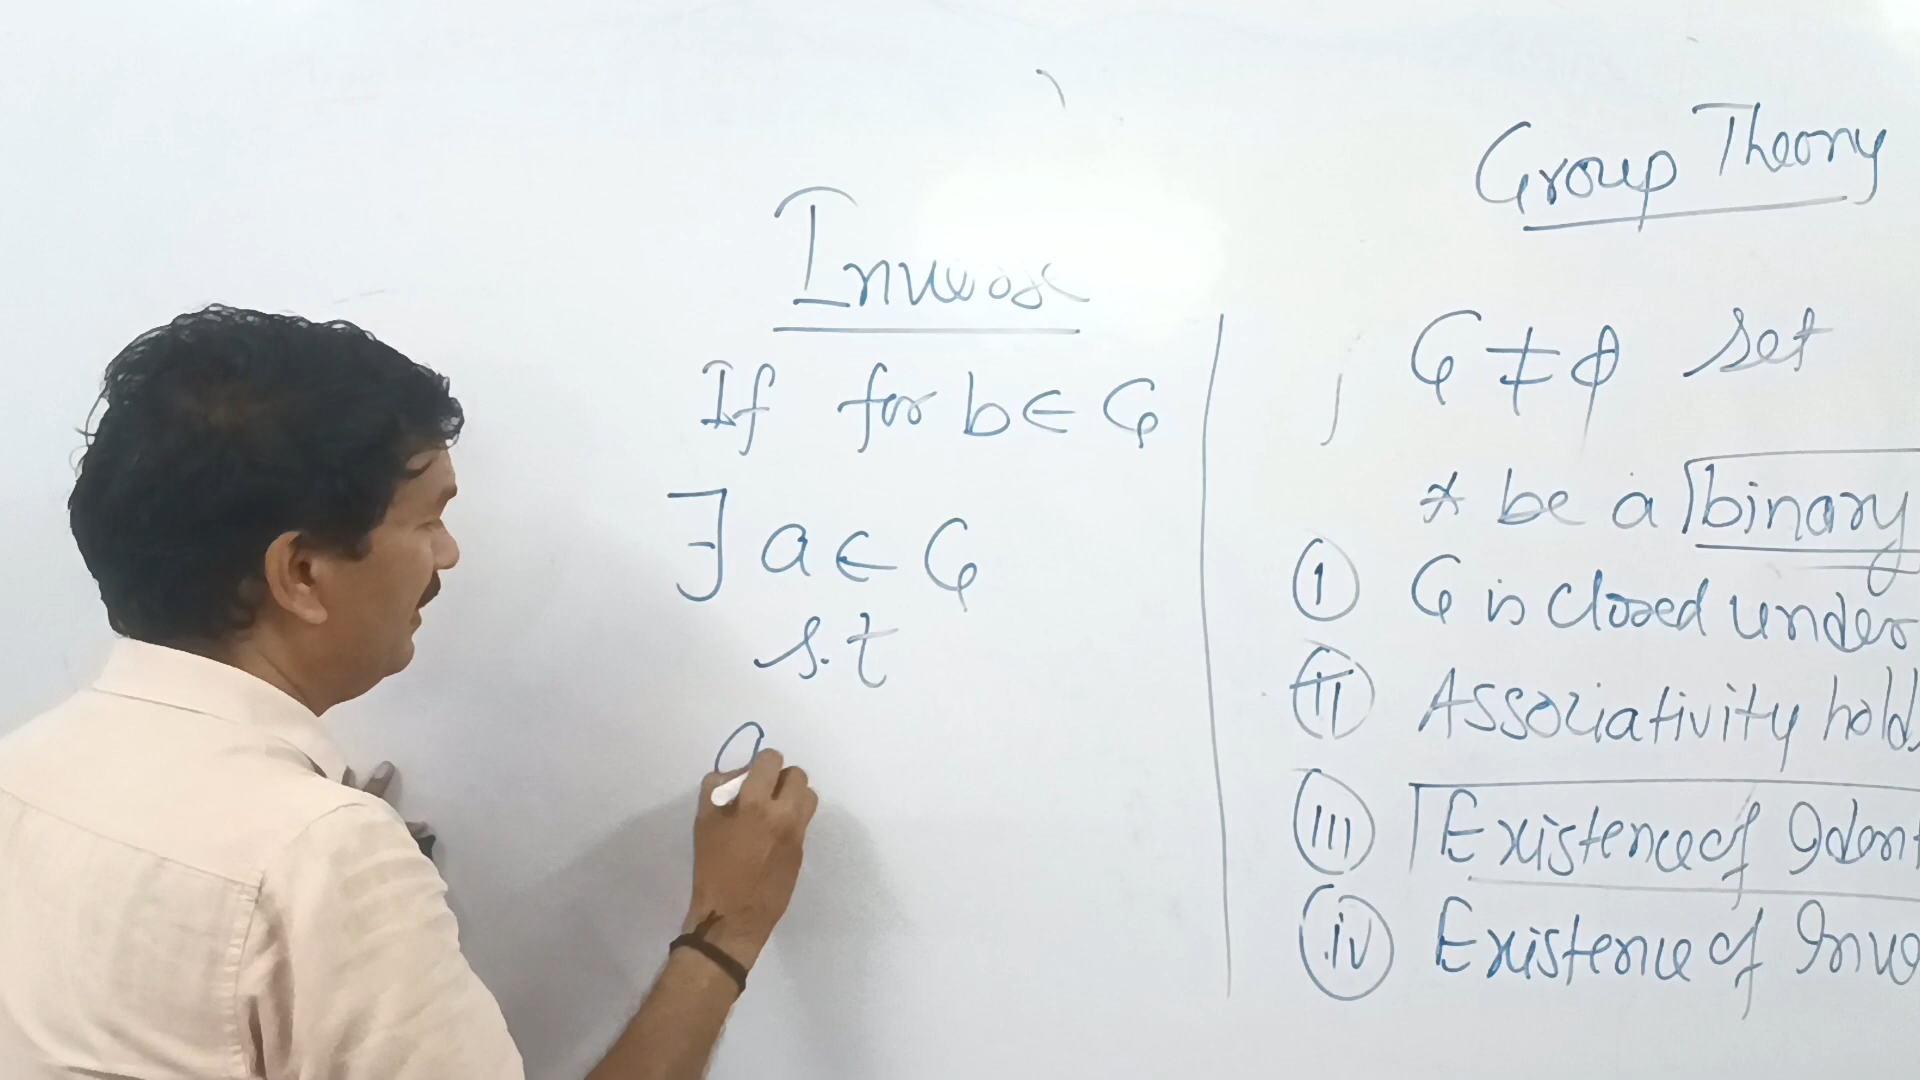 Inverse
If for b ∈ G
∃ a ∈ G
s.t
a
Group Theory
G ≠ φ set
* be a binary
(i) G is closed under
(ii) Associativity hold
(iii) Existence of Ident
(iv) Existence of Inve